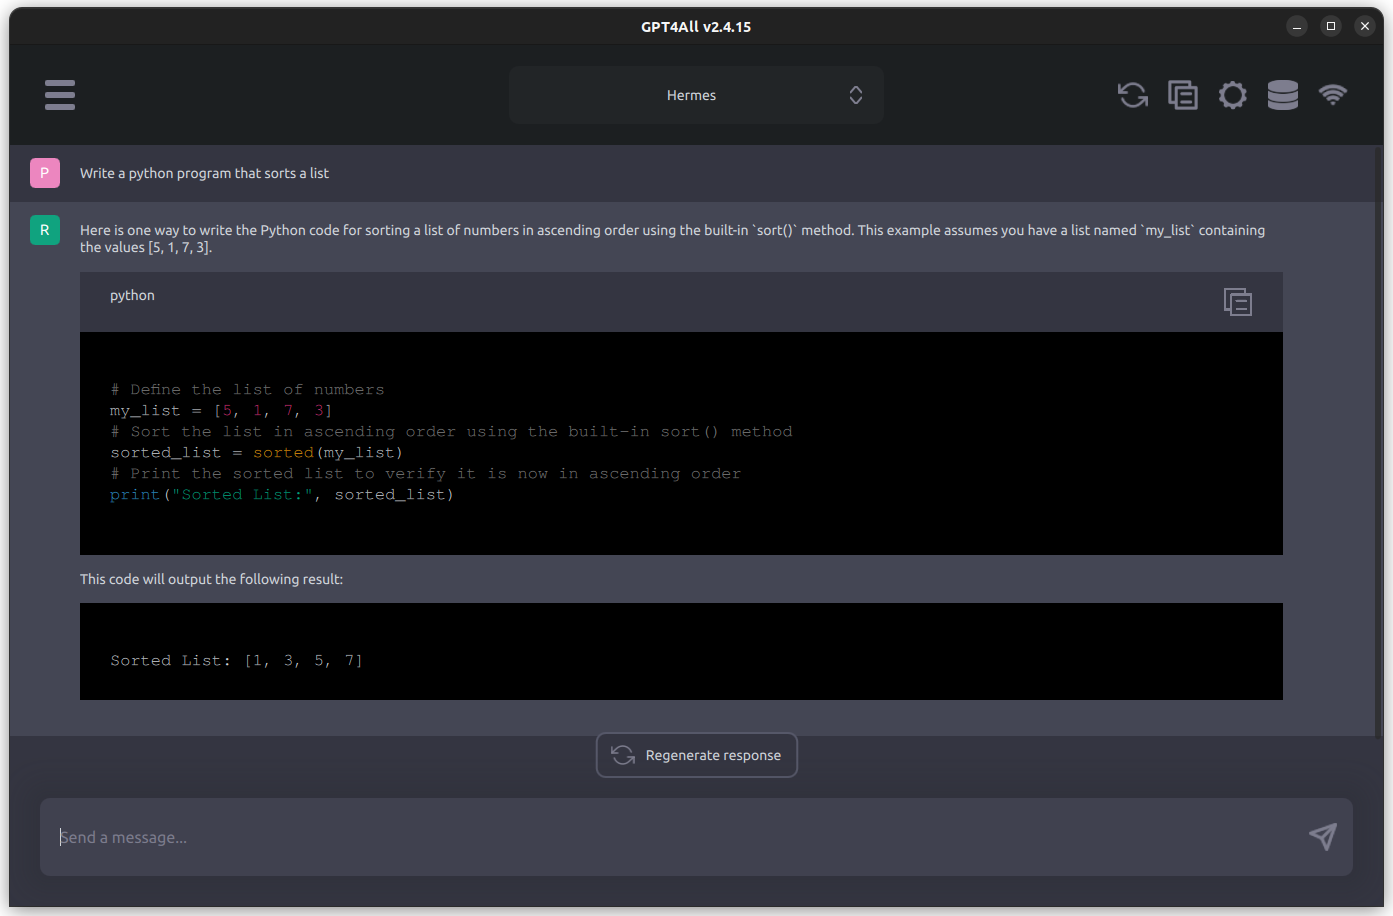 GPT4All v2.4.15
Hermes
P
Write a python program that sorts a list
R
Here is one way to write the Python code for sorting a list of numbers in ascending order using the built-in `sort()` method. This example assumes you have a list named `my_list` containing
the values [5, 1, 7, 3].
python
# Define the list of numbers
my_list = [5, 1, 7, 3]
# Sort the list in ascending order using the built-in sort() method
sorted_list = sorted(my_list)
# Print the sorted list to verify it is now in ascending order
print("Sorted List:", sorted_list)
This code will output the following result:
Sorted List: [1, 3, 5, 7]
Regenerate response
Send a message...